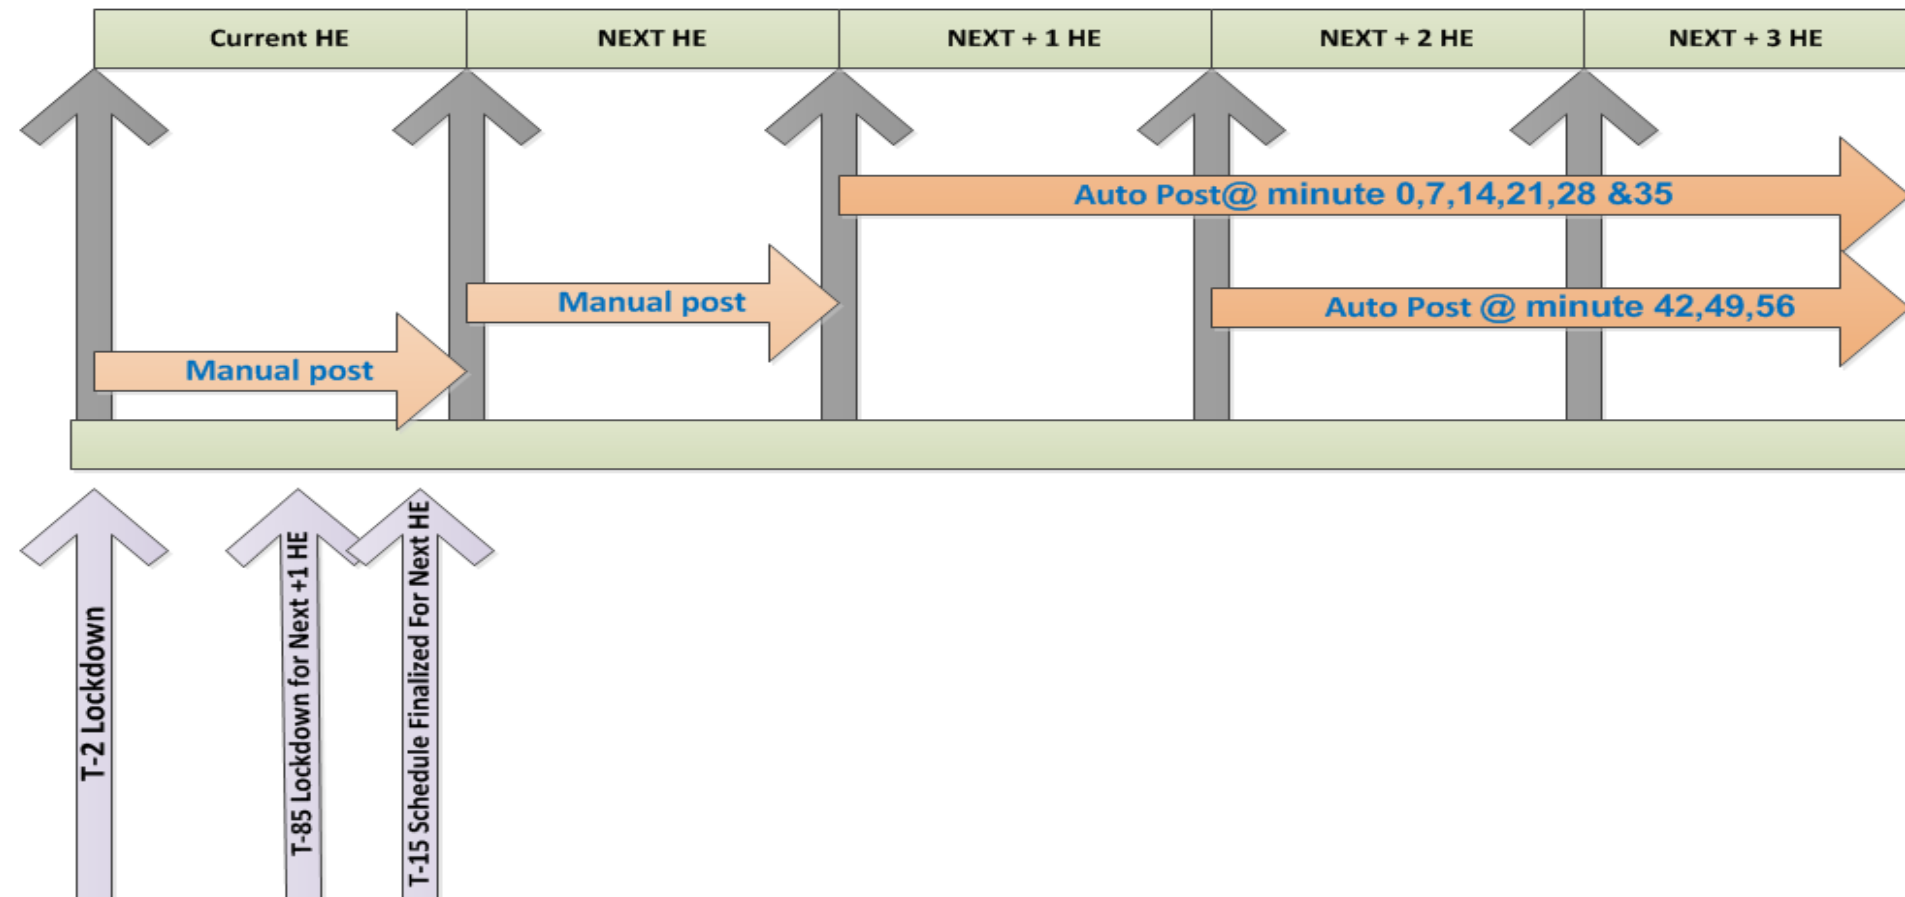 Current HE
NEXT HE
NEXT + 1 HE
NEXT + 2 HE
NEXT + 3 HE
Auto Post@ minute 0,7,14,21,28 &35
Manual post
Auto Post @ minute 42,49,56
Manual post
T-2 Lockdown
T-85 Lockdown for Next +1 HE
T-15 Schedule Finalized For Next HE